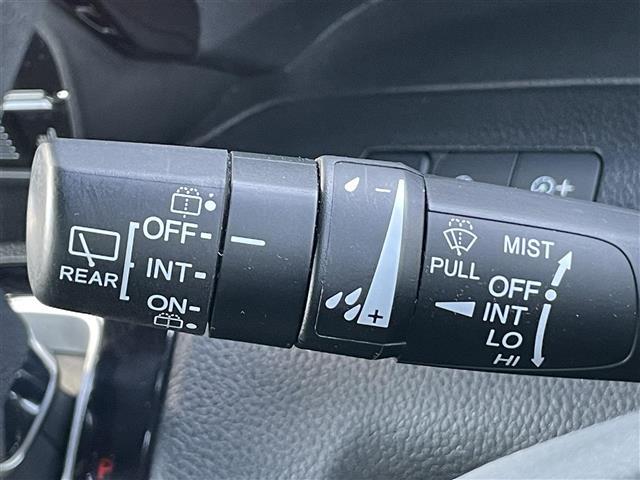 REAR
OFF
INT
ON
−
+
PULL
MIST
OFF
INT
LO
HI
+
P